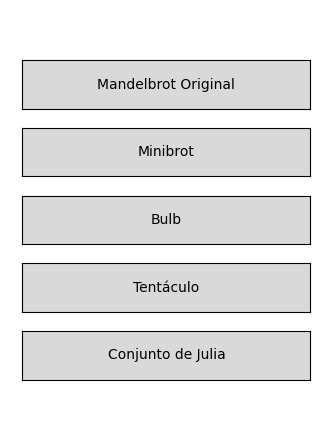 Mandelbrot Original
Minibrot
Bulb
Tentáculo
Conjunto de Julia